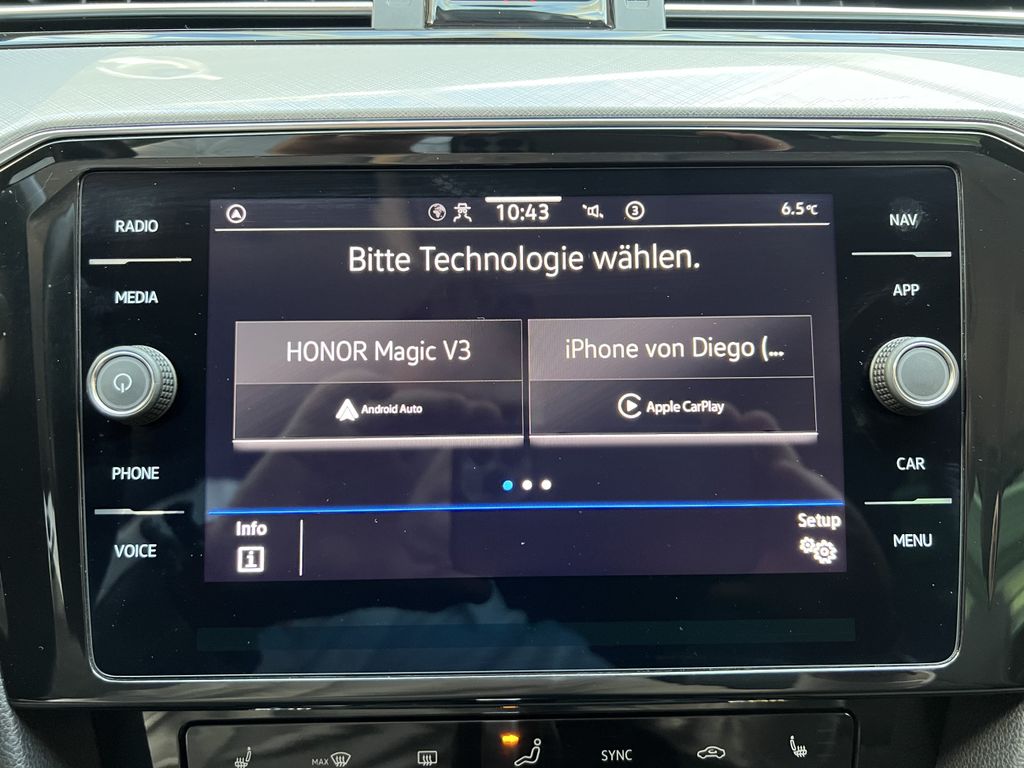 10:43
3
6.5°C
Bitte Technologie wählen.
HONOR Magic V3
iPhone von Diego (...
Android Auto
Apple CarPlay
Info
i
Setup
RADIO
MEDIA
PHONE
VOICE
NAV
APP
CAR
MENU
MAX
SYNC